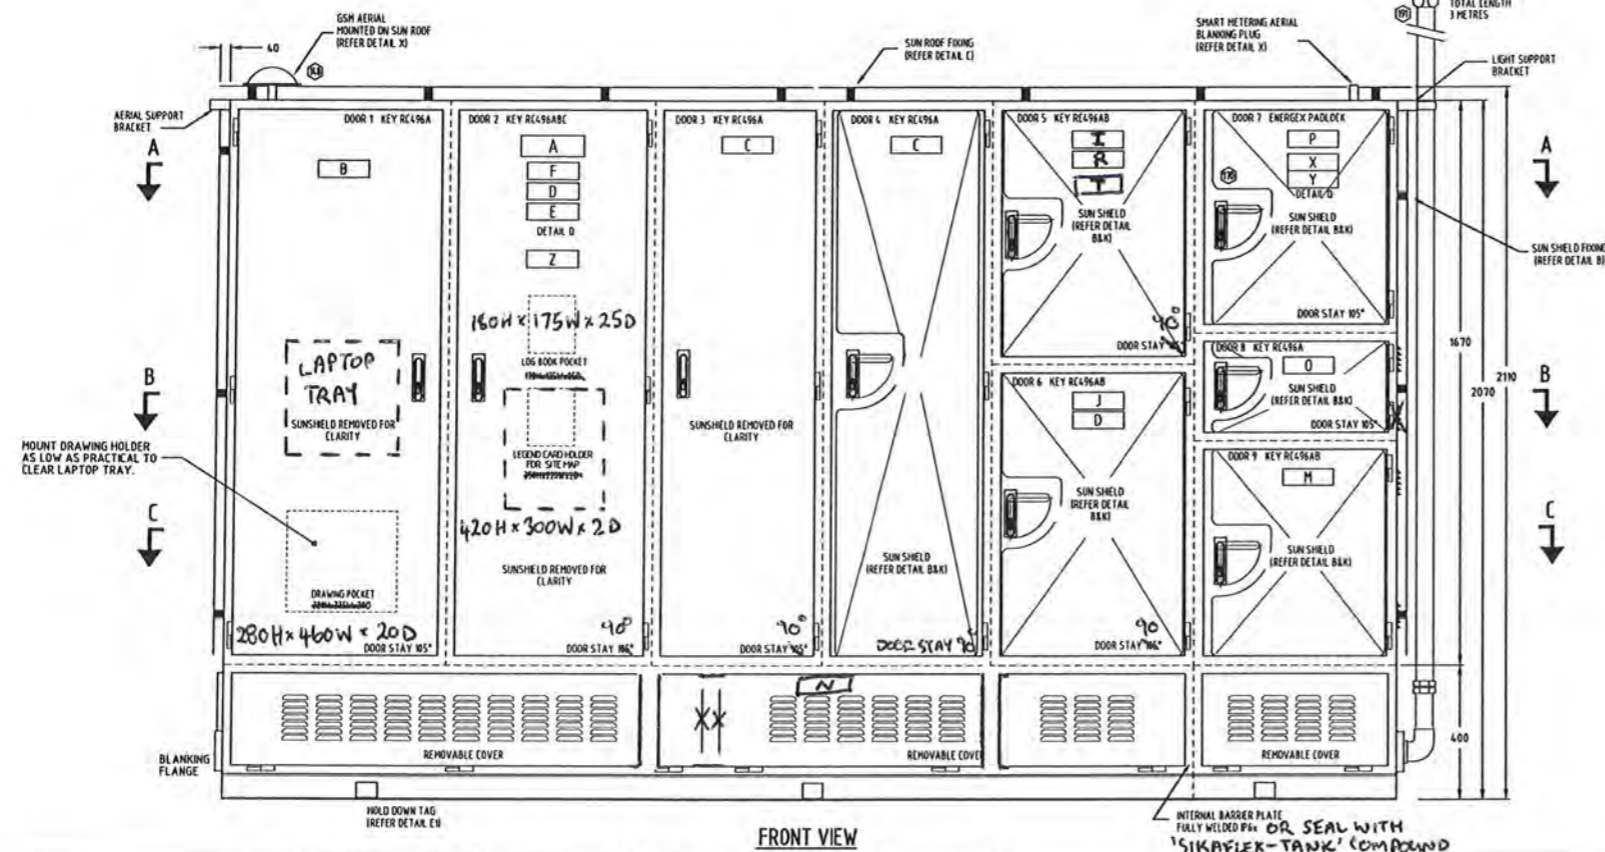 GSM AERIAL
MOUNTED ON SUN ROOF
(REFER DETAIL X)
40
SUN ROOF FIXING
(REFER DETAIL C)
SMART METERING AERIAL
BLANKING PLUG
(REFER DETAIL X)
191
TOTAL LENGTH
3 METRES
LIGHT SUPPORT
BRACKET
AERIAL SUPPORT
BRACKET
A
A
DOOR 1 KEY RC496A
B
LAPTOP
TRAY
SUNSHIELD REMOVED FOR
CLARITY
MOUNT DRAWING HOLDER
AS LOW AS PRACTICAL TO
CLEAR LAPTOP TRAY.
DRAWING POCKET
280H x 460W x 20D
DOOR STAY 105°
DOOR 2 KEY RC496ABC
A
F
D
E
DETAIL Q
Z
180H x 175W x 25D
LOG BOOK POCKET
LEGEND CARD HOLDER
FOR SITE MAP
420H x 300W x 2D
SUNSHIELD REMOVED FOR
CLARITY
90°
DOOR STAY
DOOR 3 KEY RC496A
C
SUNSHIELD REMOVED FOR
CLARITY
90°
DOOR STAY 105°
DOOR 4 KEY RC496A
C
SUN SHIELD
(REFER DETAIL B&K)
DOOR STAY 90°
DOOR 5 KEY RC496AB
I
R
T
SUN SHIELD
(REFER DETAIL
B&K)
90°
DOOR STAY
DOOR 6 KEY RC496AB
J
D
SUN SHIELD
(REFER DETAIL
B&K)
90
DOOR STAY
DOOR 7 ENERGEX PADLOCK
P
X
Y
DETAIL Q
170
SUN SHIELD
(REFER DETAIL B&K)
DOOR STAY 105°
DOOR 8 KEY RC496A
O
SUN SHIELD
(REFER DETAIL B&K)
DOOR STAY 105°
DOOR 9 KEY RC496AB
M
SUN SHIELD
(REFER DETAIL B&K)
SUN SHIELD FIXING
(REFER DETAIL B)
1670
2070
2110
400
B
B
C
C
N
REMOVABLE COVER
REMOVABLE COVER
REMOVABLE COVER
BLANKING
FLANGE
HOLD DOWN TAG
(REFER DETAIL E1)
INTERNAL BARRIER PLATE
FULLY WELDED OR SEAL WITH
'SIKAFLEX-TANK' COMPOUND
FRONT VIEW